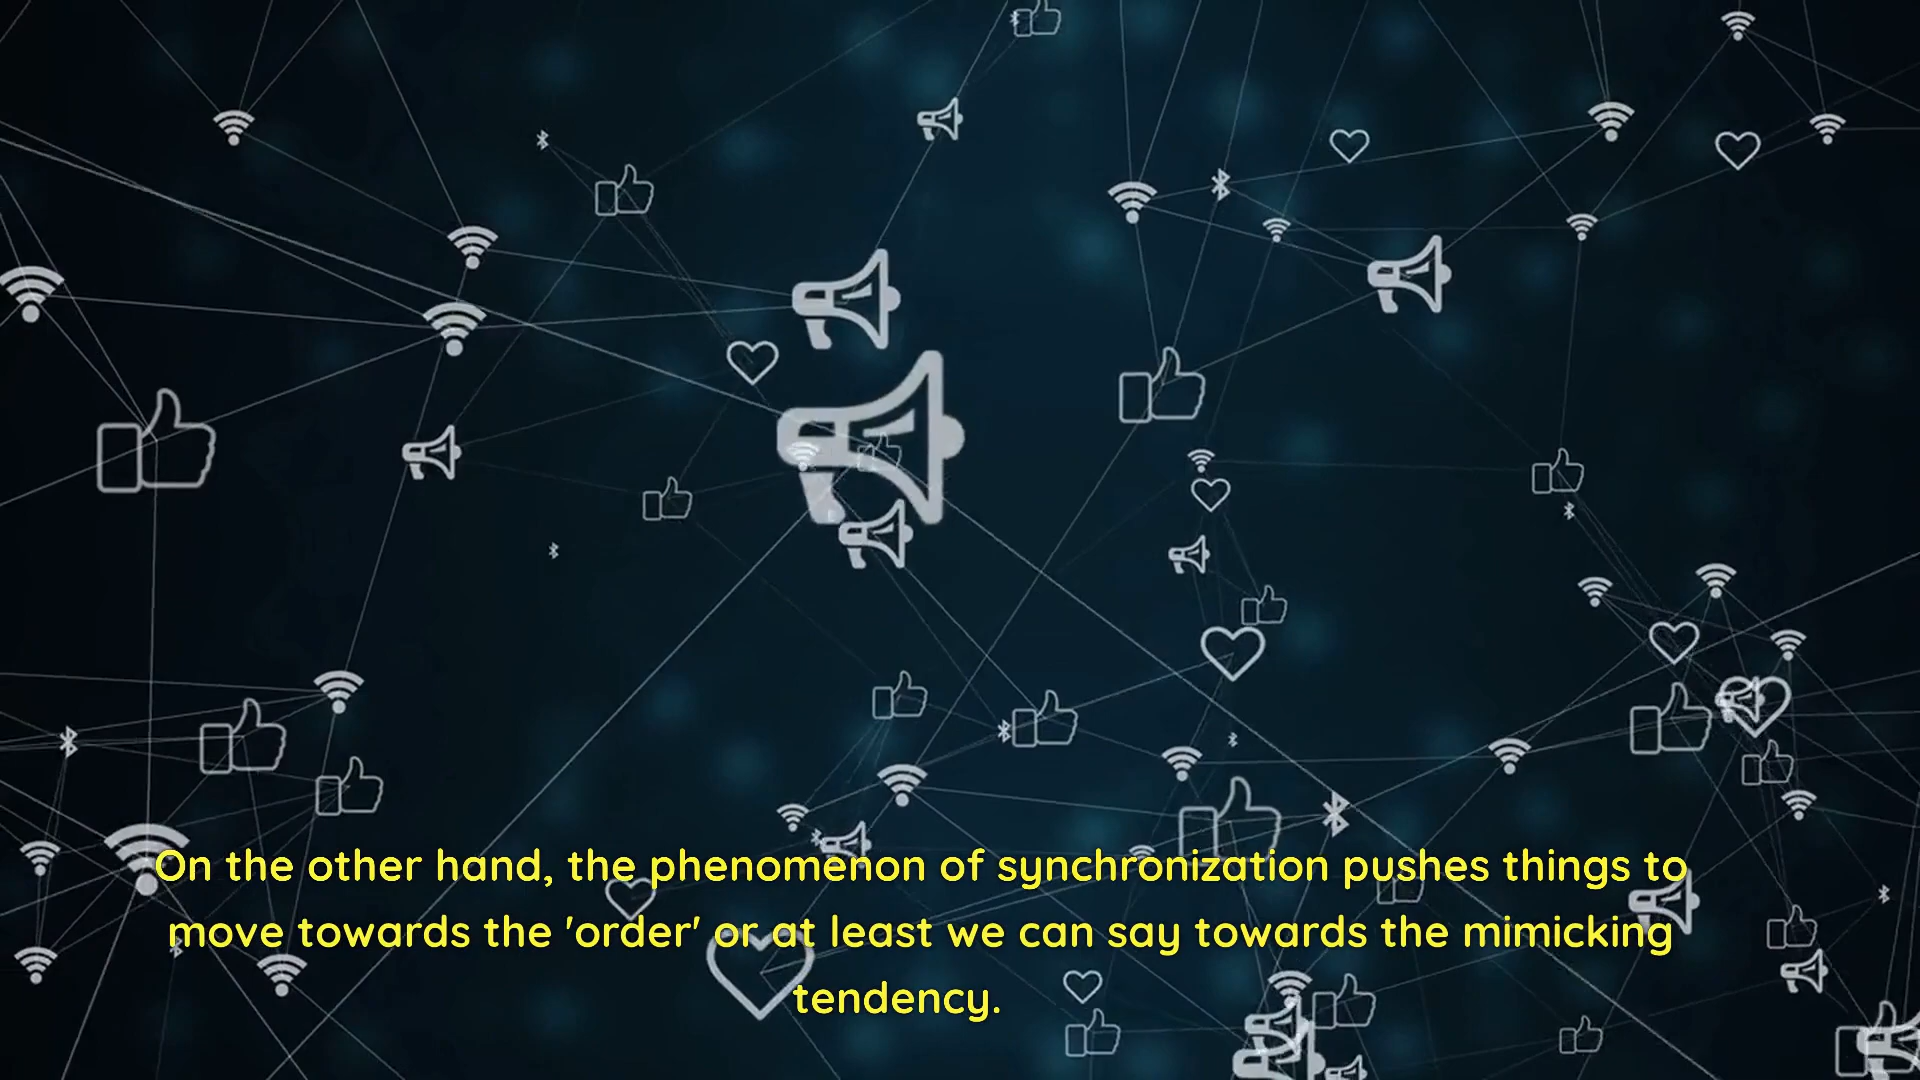 On the other hand, the phenomenon of synchronization pushes things to
move towards the 'order' or at least we can say towards the mimicking
tendency.